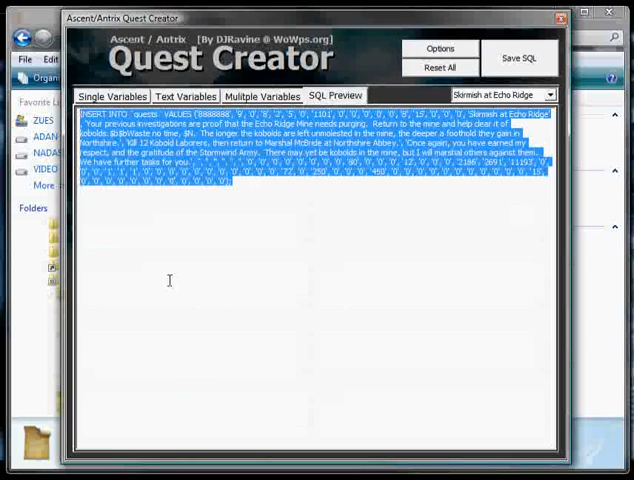 Ascent/Antrix Quest Creator
Ascent / Antrix [By DJRavine @ WoWps.org]
Quest Creator
Options
Reset All
Save SQL
Single Variables
Text Variables
Mulitple Variables
SQL Preview
Skirmish at Echo Ridge
INSERT INTO `quests` VALUES ('8888888', '9', '0', '8', '2', '5', '0', '1101', '0', '0', '0', '0', '0', '8', '15', '0', '0', '0', 'Skirmish at Echo Ridge'
, 'Your previous investigations are proof that the Echo Ridge Mine needs purging.  Return to the mine and help clear it of
kobolds.$b$bWaste no time, $N.  The longer the kobolds are left unmolested in the mine, the deeper a foothold they gain in
Northshire.', 'Kill 12 Kobold Laborers, then return to Marshal McBride at Northshire Abbey.', 'Once again, you have earned my
respect, and the gratitude of the Stormwind Army.  There may yet be kobolds in the mine, but I will marshal others against them.
We have further tasks for you.'
File
Edit
Organi
Favorite Li
ZUES
ADAN
NADAS
VIDEO
More
Folders